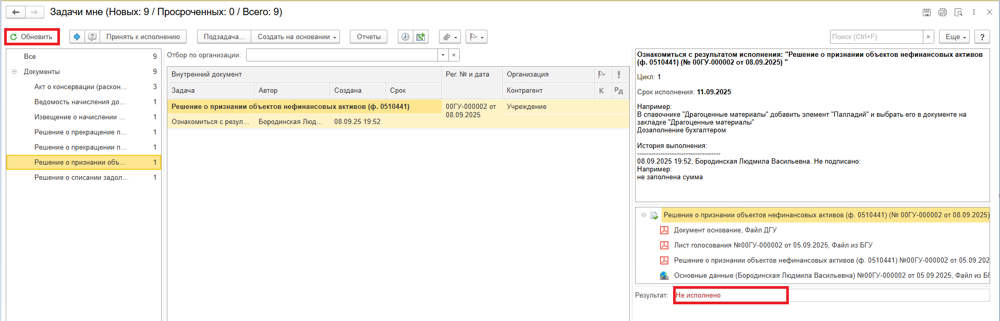 Задачи мне (Новых: 9 / Просроченных: 0 / Всего: 9)
Обновить
Принять к исполнению
Подзадача...
Создать на основании
Отчеты
Поиск (Ctrl+F)
×
Еще
?
Все 9
Документы 9
Акт о консервации (раскон... 3
Ведомость начисления до... 1
Извещение о начислении ... 1
Решение о прекращение п... 1
Решение о прекращении п... 1
Решение о признании объ... 1
Решение о списании задол... 1
Отбор по организации:
×
Внутренний документ Рег. № и дата Организация !
Задача Автор Создана Срок Контрагент К Рд
Решение о признании объектов нефинансовых активов (ф. 0510441) 00ГУ-000002 от Учреждение
08.09.2025
Ознакомиться с резул... Бородинская Люд... 08.09.25 19:52
Ознакомиться с результатом исполнения: "Решение о признании объектов нефинансовых активов
(ф. 0510441) (№ 00ГУ-000002 от 08.09.2025) "
Цикл: 1
Срок исполнения: 11.09.2025
Например:
В спавочнике "Драгоценные материалы" добавить элемент "Палладий" и выбрать его в документе на
закладке "Драгоценные материалы"
Дозаполнение бухгалтером
История выполнения:
------------------------------------
08.09.2025 19:52, Бородинская Людмила Васильевна. Не подписано:
Например:
не заполнена сумма
Решение о признании объектов нефинансовых активов (ф. 0510441) (№ 00ГУ-000002 от 08.09.2025)
Документ основание, Файл ДГУ
Лист голосования №00ГУ-000002 от 05.09.2025, Файл из БГУ
Решение о признании объектов нефинансовых активов (ф. 0510441) №00ГУ-000002 от 05.09.202
Основные данные (Бородинская Людмила Васильевна) №00ГУ-000002 от 05.09.2025, Файл из БГ
Результат: Не исполнено